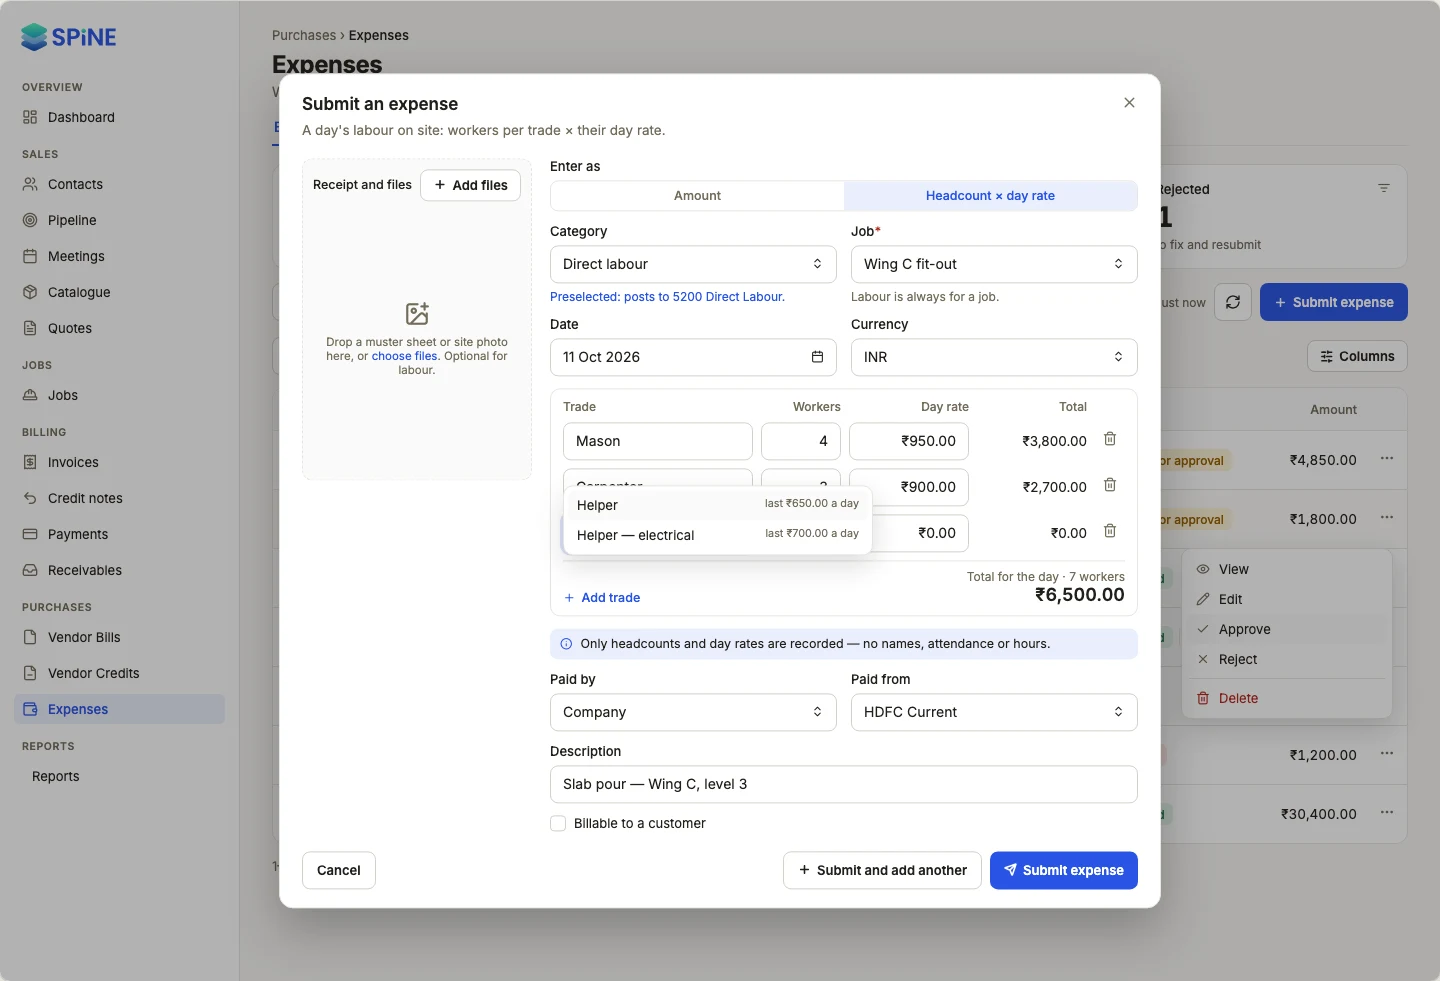 SPiNE
OVERVIEW
Dashboard
SALES
Contacts
Pipeline
Meetings
Catalogue
Quotes
JOBS
Jobs
BILLING
Invoices
Credit notes
Payments
Receivables
PURCHASES
Vendor Bills
Vendor Credits
Expenses
REPORTS
Reports
Purchases › Expenses
Expenses
Submit an expense
A day's labour on site: workers per trade × their day rate.
Receipt and files
+ Add files
Drop a muster sheet or site photo
here, or choose files. Optional for
labour.
Enter as
Amount
Headcount × day rate
Category
Job*
Direct labour
Wing C fit-out
Preselected: posts to 5200 Direct Labour.
Labour is always for a job.
Date
Currency
11 Oct 2026
INR
Trade Workers Day rate Total
Mason 4 ₹950.00 ₹3,800.00
₹900.00 ₹2,700.00
Helper last ₹650.00 a day
Helper — electrical last ₹700.00 a day
₹0.00 ₹0.00
Total for the day · 7 workers
+ Add trade
₹6,500.00
Only headcounts and day rates are recorded — no names, attendance or hours.
Paid by
Paid from
Company
HDFC Current
Description
Slab pour — Wing C, level 3
Billable to a customer
Cancel
+ Submit and add another
Submit expense
Rejected
1
fix and resubmit
just now
+ Submit expense
Columns
Amount
or approval ₹4,850.00
or approval ₹1,800.00
View
Edit
Approve
Reject
Delete
₹1,200.00
₹30,400.00